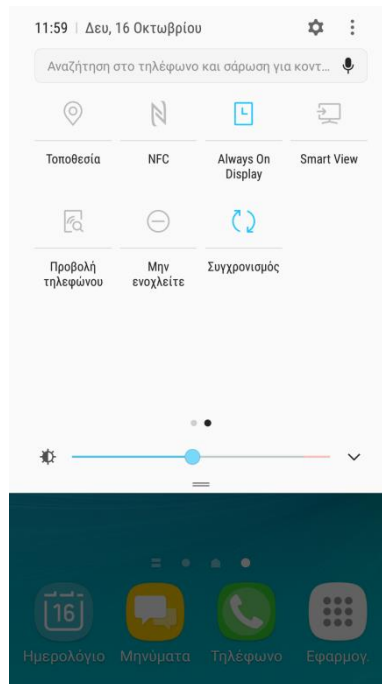 11:59 | Δευ, 16 Οκτωβρίου
Αναζήτηση στο τηλέφωνο και σάρωση για κοντ...
Τοποθεσία
NFC
Always On
Display
Smart View
Προβολή
τηλεφώνου
Μην
ενοχλείτε
Συγχρονισμός
16
Ημερολόγιο
Μηνύματα
Τηλέφωνο
Εφαρμογ.